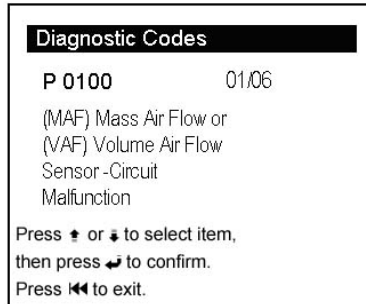 Diagnostic Codes
P 0100 01/06
(MAF) Mass Air Flow or
(VAF) Volume Air Flow
Sensor -Circuit
Malfunction
Press ⬆ or ⬇ to select item,
then press ↵ to confirm.
Press ⏮ to exit.